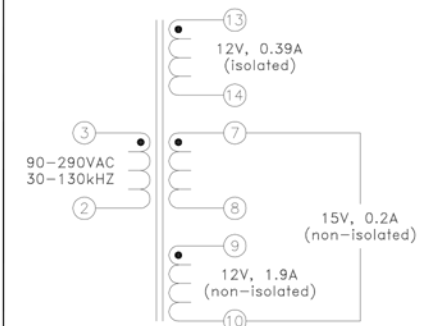 13
12V, 0.39A
(isolated)
14
3
7
90-290VAC
30-130kHZ
2
8
15V, 0.2A
(non-isolated)
9
12V, 1.9A
(non-isolated)
10